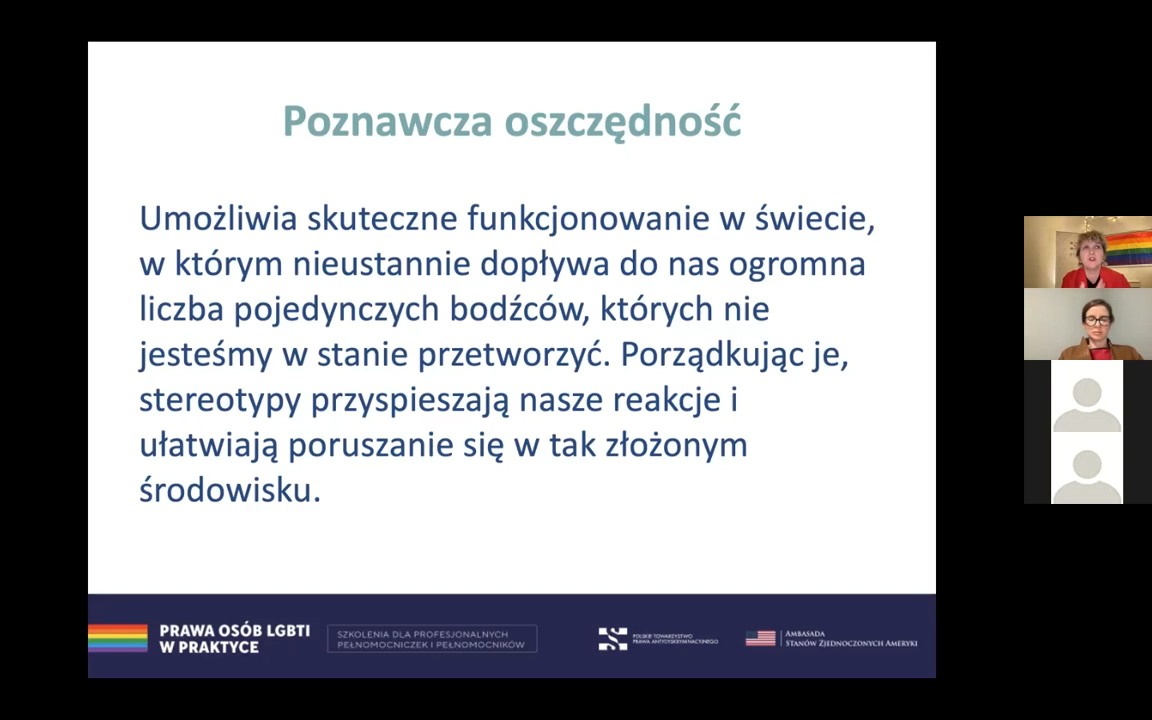 Poznawcza oszczędność
Umożliwia skuteczne funkcjonowanie w świecie,
w którym nieustannie dopływa do nas ogromna
liczba pojedynczych bodźców, których nie
jesteśmy w stanie przetworzyć. Porządkując je,
stereotypy przyspieszają nasze reakcje i
ułatwiają poruszanie się w tak złożonym
środowisku.
PRAWA OSÓB LGBTI
W PRAKTYCE
SZKOLENIA DLA PROFESJONALNYCH
PEŁNOMOCNICZEK I PEŁNOMOCNIKÓW
POLSKIE TOWARZYSTWO
PRAWA ANTYDYSKRYMINACYJNEGO
AMBASADA
STANÓW ZJEDNOCZONYCH AMERYKI